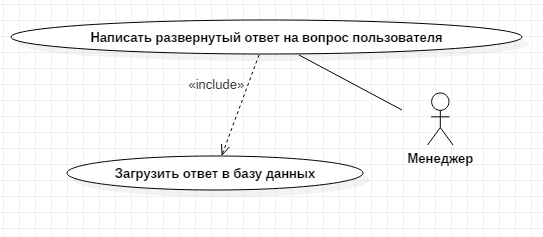 Написать развернутый ответ на вопрос пользователя
«include»
Менеджер
Загрузить ответ в базу данных